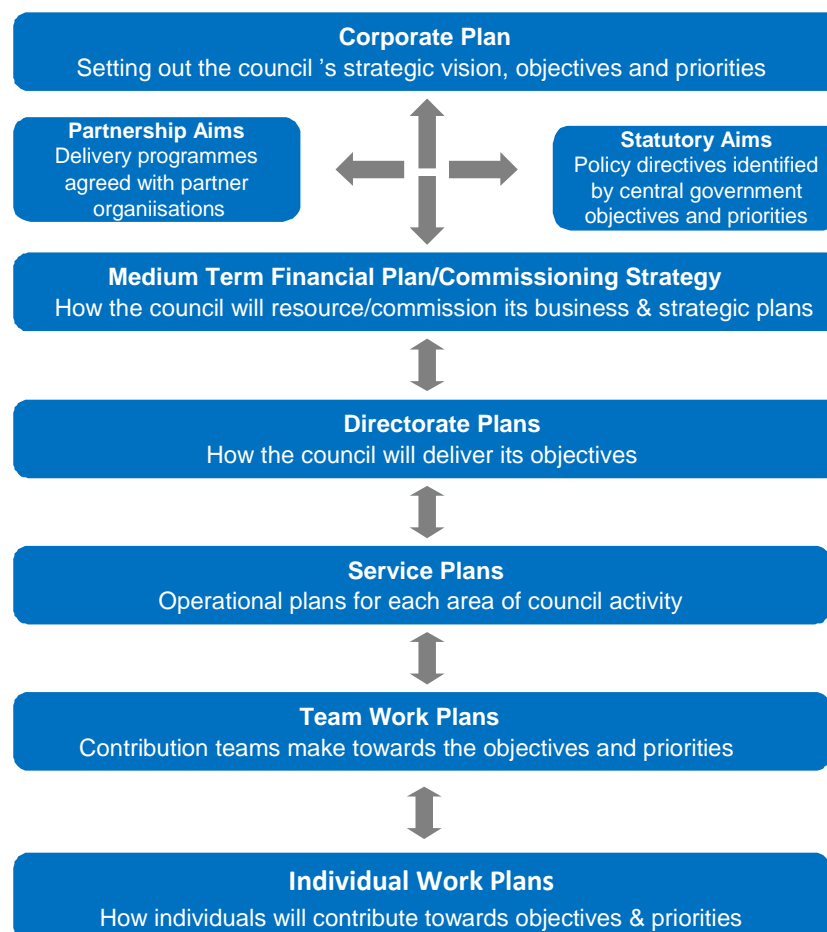 Corporate Plan
Setting out the council 's strategic vision, objectives and priorities
Partnership Aims
Delivery programmes
agreed with partner
organiisations
Statutory Aims
Policy directives identified
by central government
objectives and priorities
Medium Term Financial Plan/Commissioning Strategy
How the council will resource/commission its business & strategic plans
Directorate Plans
How the council will deliver its objectives
Service Plans
Operational plans for each area of council activity
Team Work Plans
Contribution teams make towards the objectives and priorities
Individual Work Plans
How individuals will contribute towards objectives & priorities